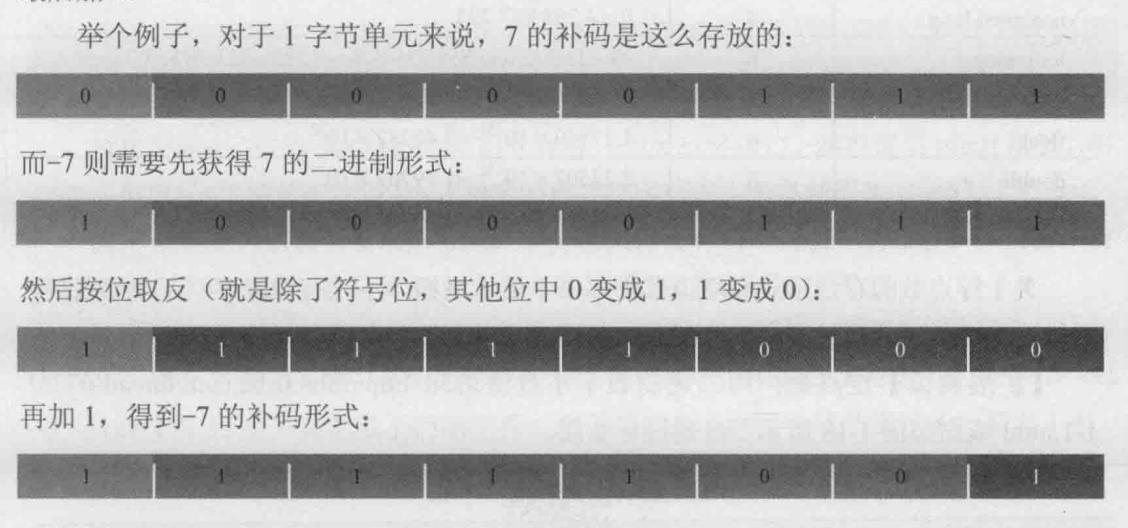 举个例子，对于 1 字节单元来说，7 的补码是这么存放的：
0 0 0 0 0 1 1 1
而-7 则需要先获得 7 的二进制形式：
1 0 0 0 0 1 1 1
然后按位取反（就是除了符号位，其他位中 0 变成 1，1 变成 0）：
1 1 1 1 1 0 0 0
再加 1，得到-7 的补码形式：
1 1 1 1 1 0 0 1